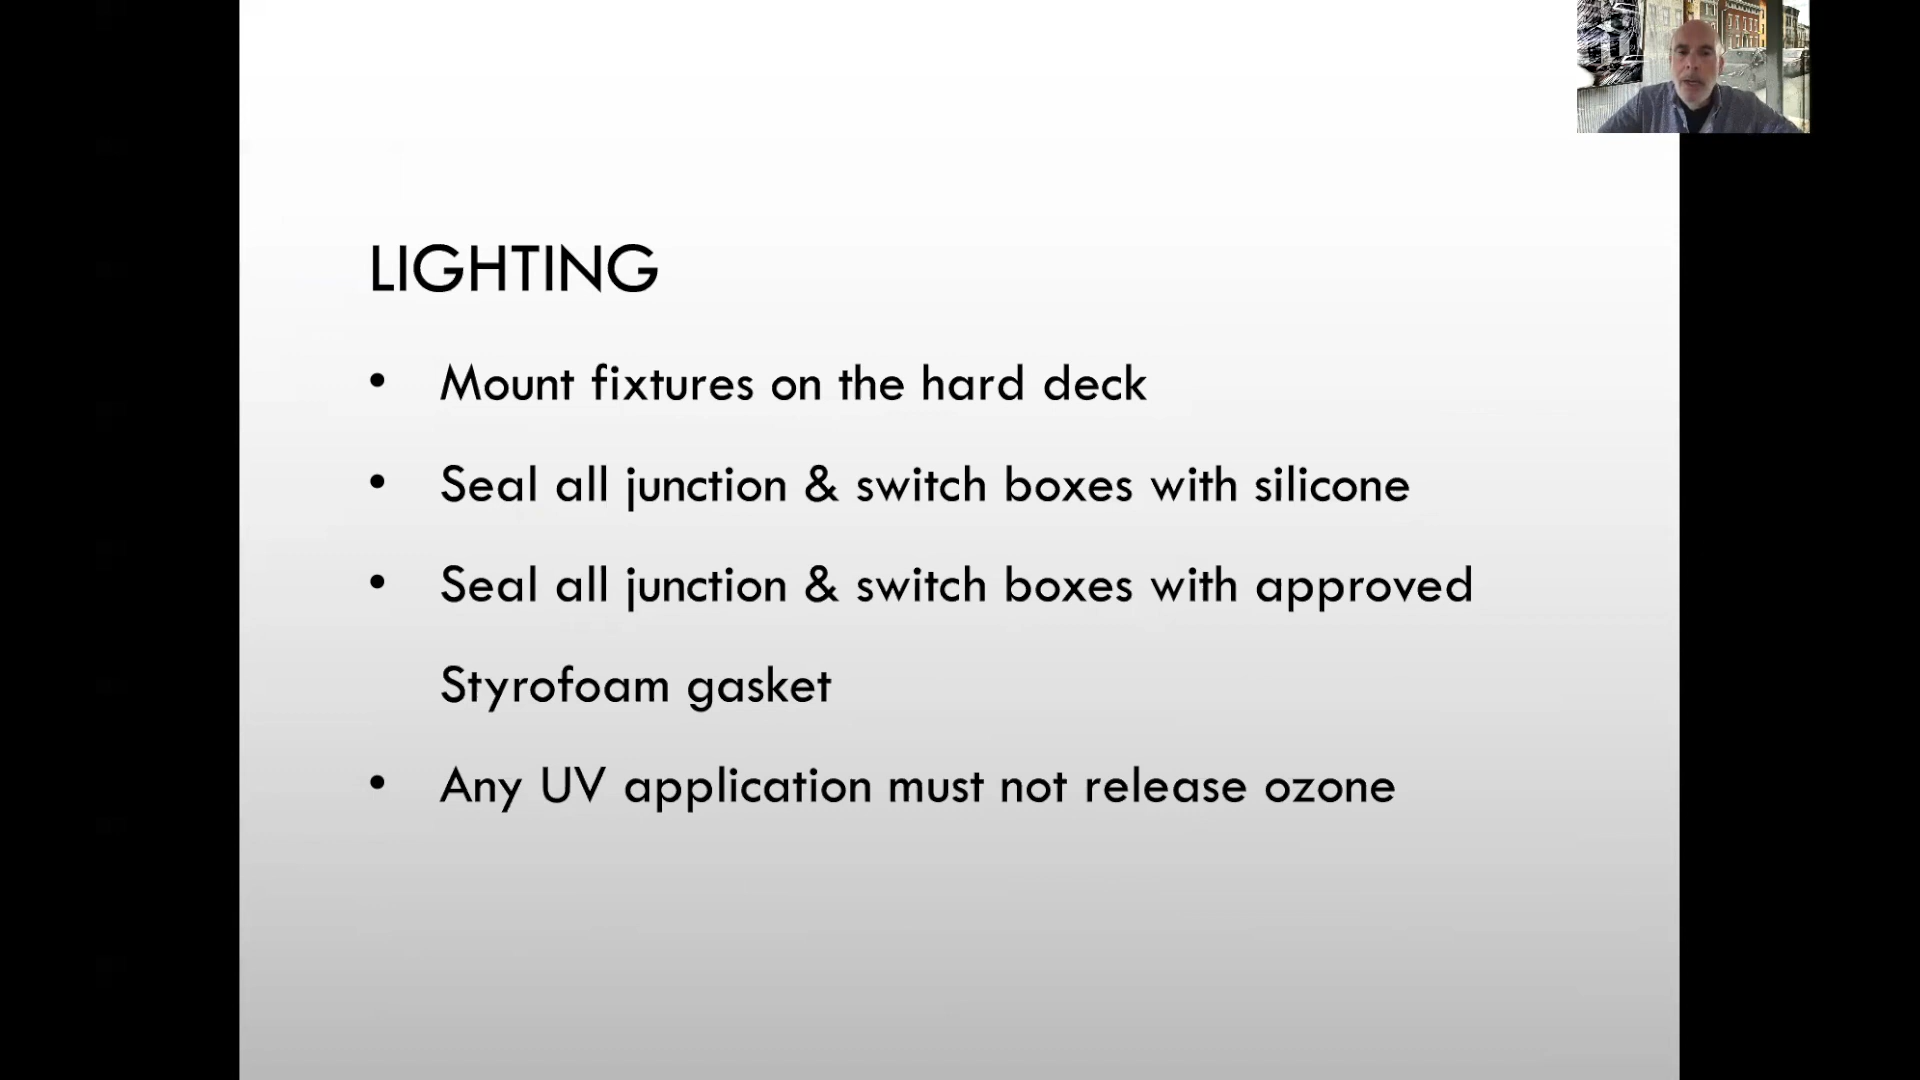 LIGHTING
• Mount fixtures on the hard deck
• Seal all junction & switch boxes with silicone
• Seal all junction & switch boxes with approved
Styrofoam gasket
• Any UV application must not release ozone